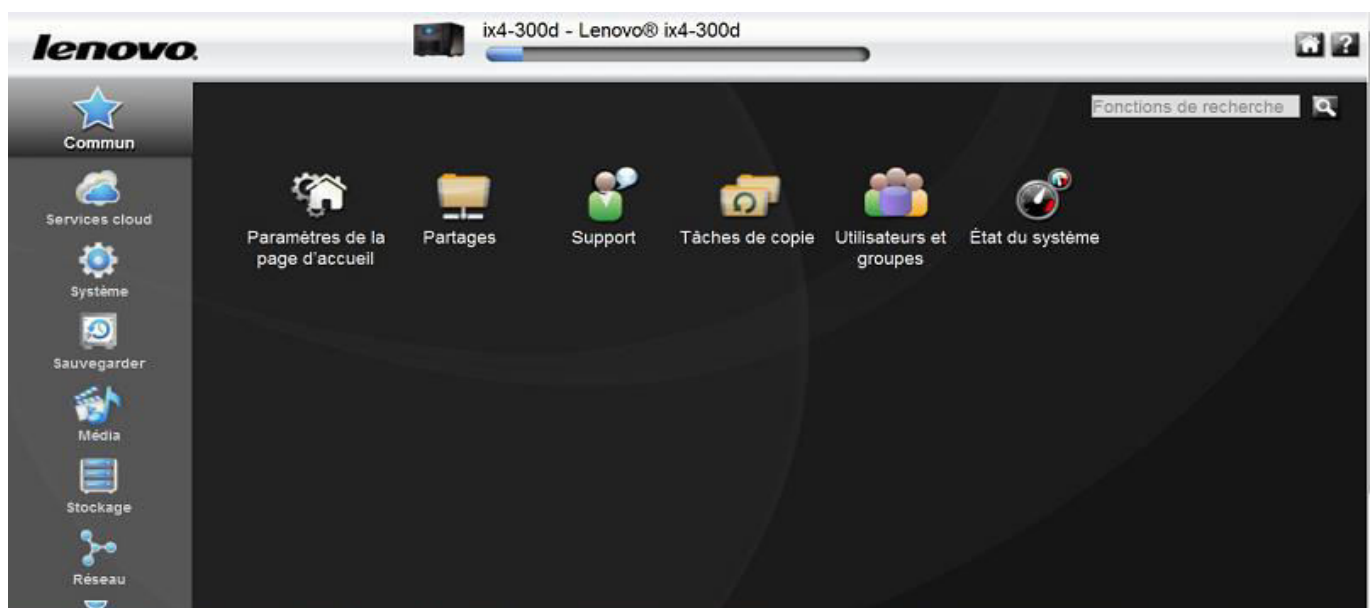 lenovo.
ix4-300d - Lenovo® ix4-300d
Fonctions de recherche
Commun
Services cloud
Système
Sauvegarder
Média
Stockage
Réseau
Paramètres de la
page d'accueil
Partages
Support
Tâches de copie
Utilisateurs et
groupes
État du système